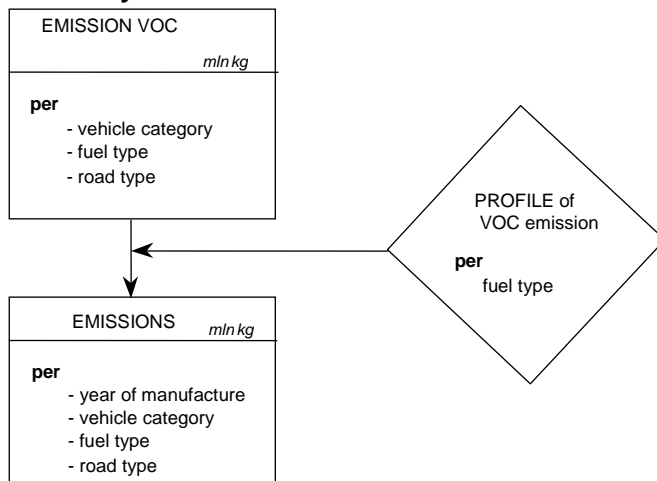 EMISSION VOC
mln kg
per
- vehicle category
- fuel type
- road type
PROFILE of
VOC emission
per
fuel type
EMISSIONS
mln kg
per
- year of manufacture
- vehicle category
- fuel type
- road type